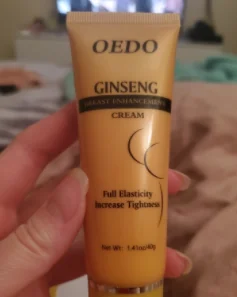 OEDO
GINSENG
BREAST ENHANCEMENT
CREAM
Full Elasticity
Increase Tightness
Net Wt: 1.41oz/40g